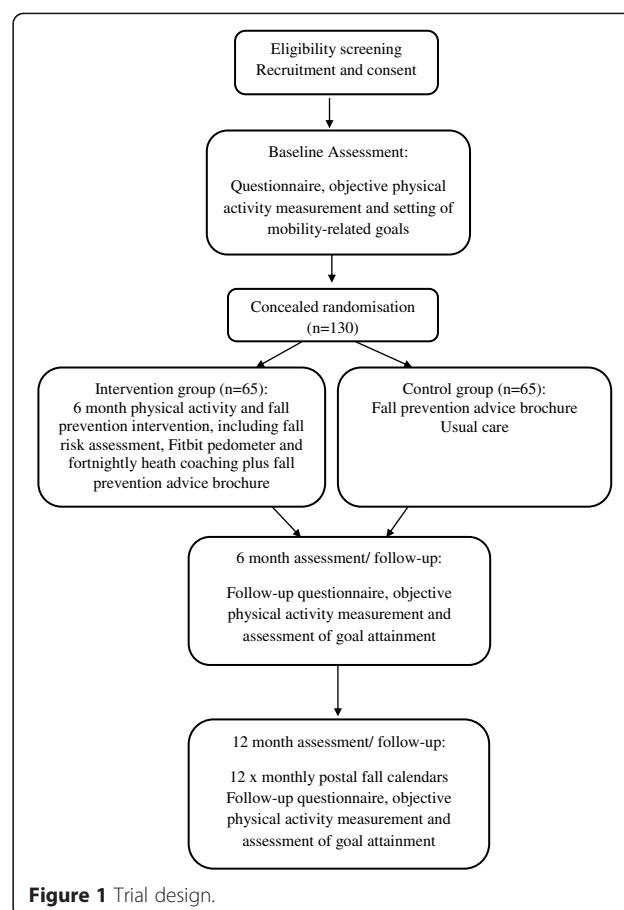 Eligibility screening
Recruitment and consent
Baseline Assessment:
Questionnaire, objective physical
activity measurement and setting of
mobility-related goals
Concealed randomisation
(n=130)
Intervention group (n=65):
6 month physical activity and fall
prevention intervention, including fall
risk assessment, Fitbit pedometer and
fortnightly heath coaching plus fall
prevention advice brochure
Control group (n=65):
Fall prevention advice brochure
Usual care
6 month assessment/ follow-up:
Follow-up questionnaire, objective
physical activity measurement and
assessment of goal attainment
12 month assessment/ follow-up:
12 x monthly postal fall calendars
Follow-up questionnaire, objective
physical activity measurement and
assessment of goal attainment
Figure 1 Trial design.